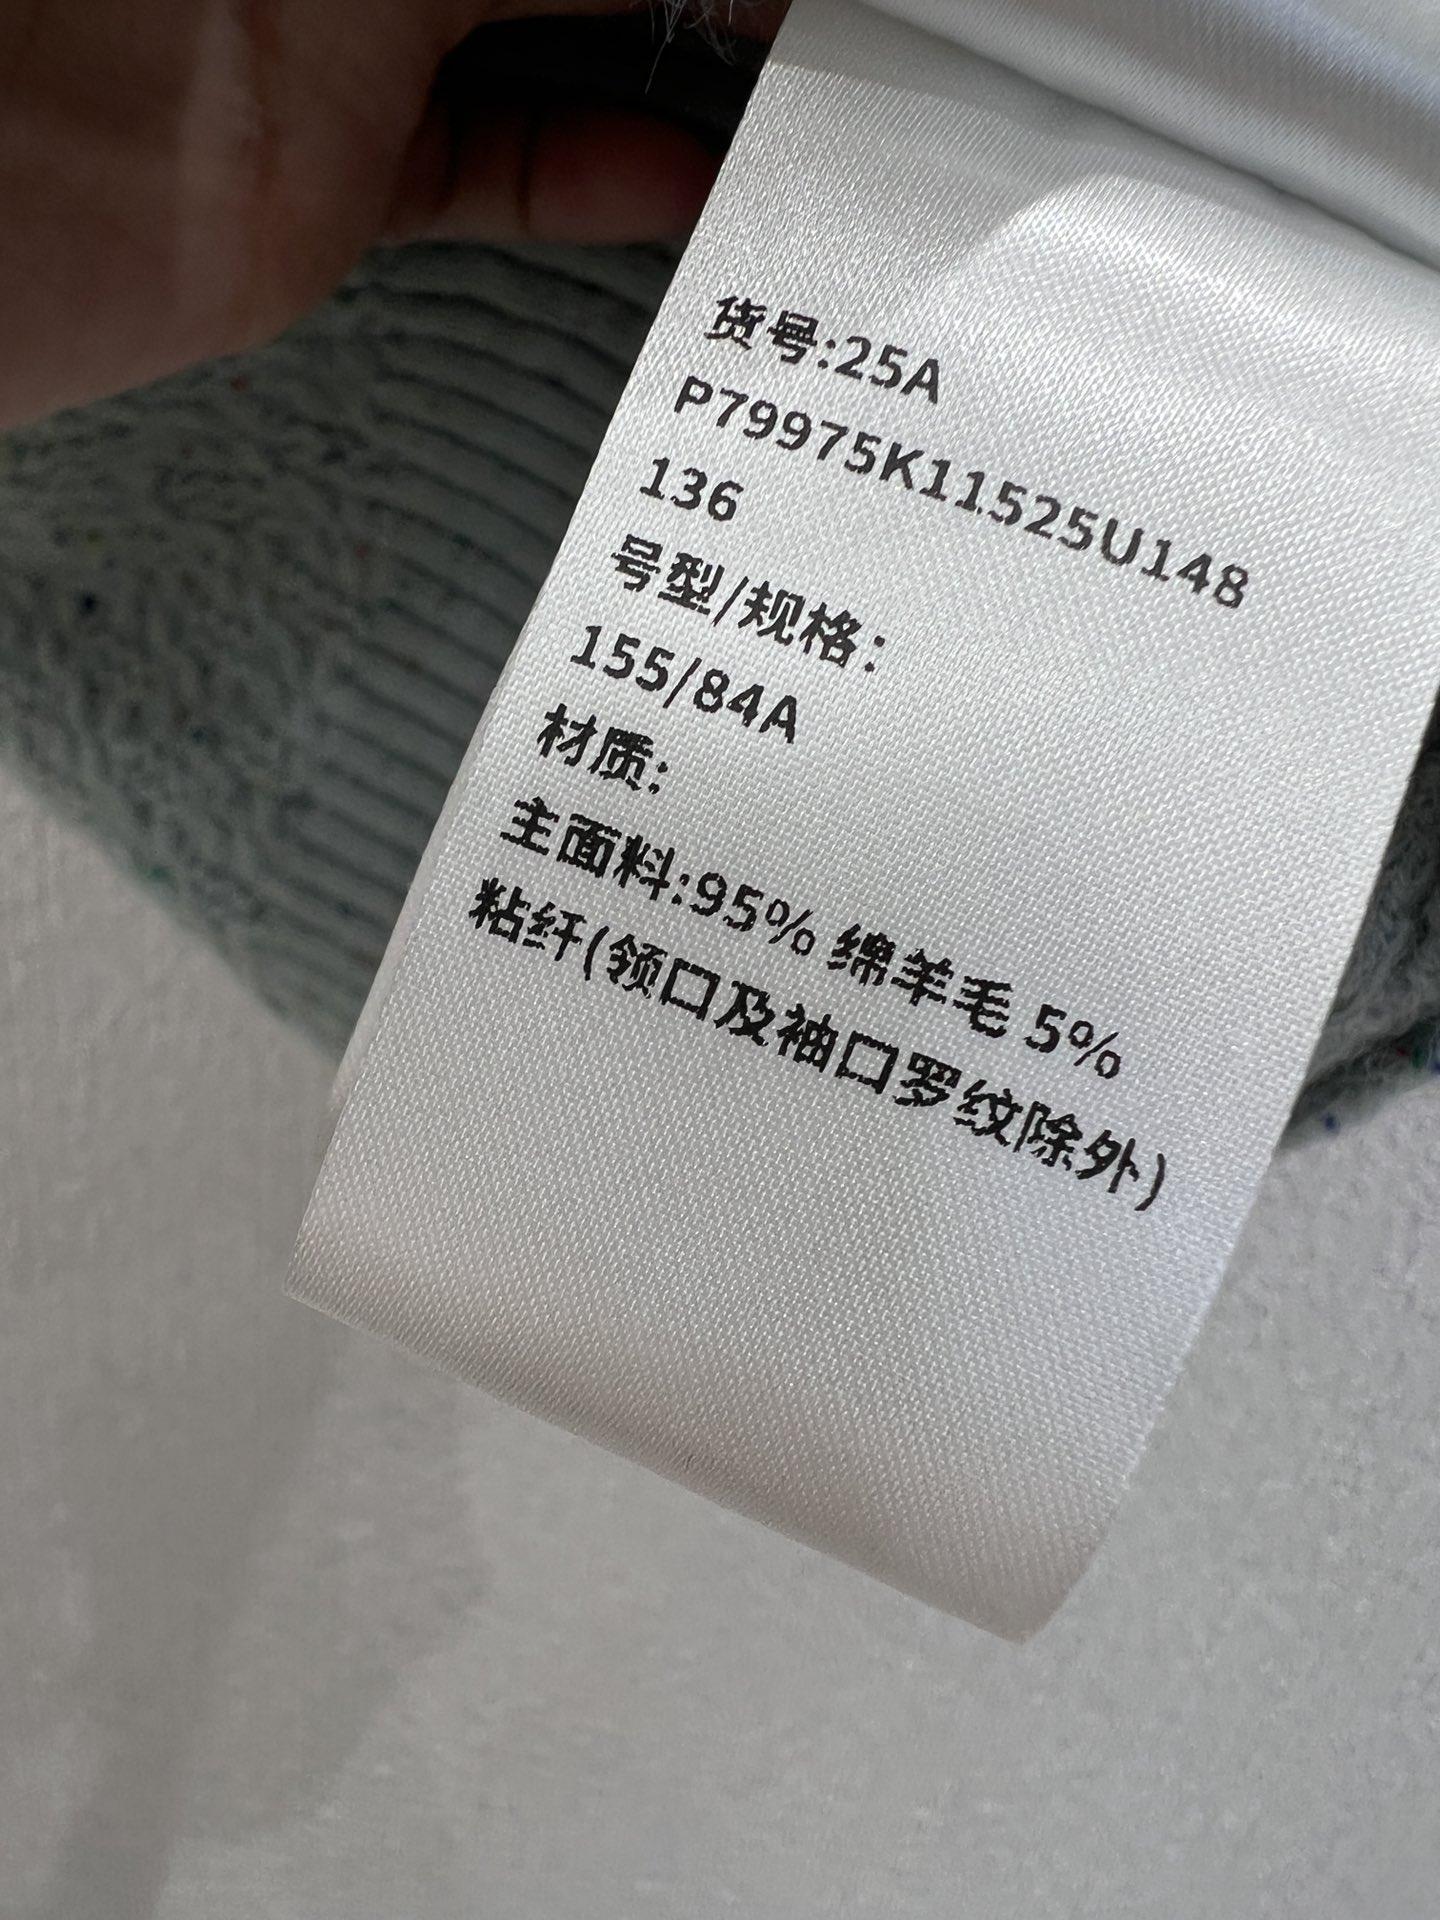 货号:25A
P79975K11525U148
136
号型/规格:
155/84A
材质:
主面料:95% 绵羊毛 5%
粘纤(领口及袖口罗纹除外)